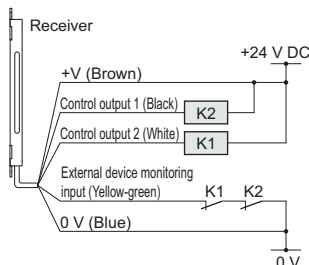 Receiver
+24 V DC
+V (Brown)
Control output 1 (Black)
K2
Control output 2 (White)
K1
External device monitoring
input (Yellow-green)
K1 K2
0 V (Blue)
0 V